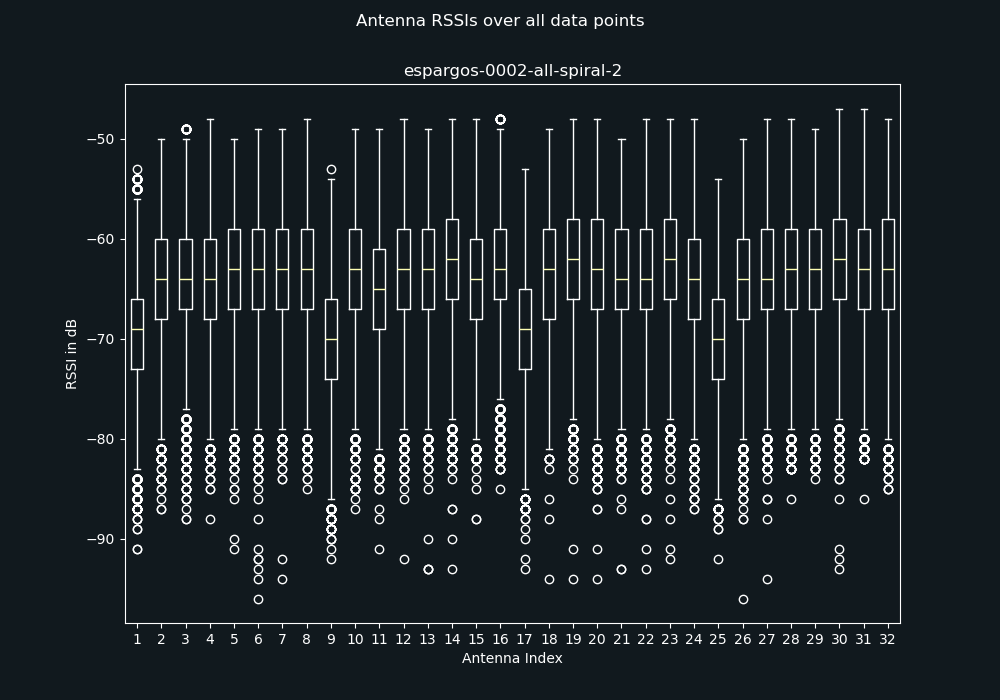 Antenna RSSIs over all data points
espargos-0002-all-spiral-2
RSSI in dB
−50
−60
−70
−80
−90
1 2 3 4 5 6 7 8 9 10 11 12 13 14 15 16 17 18 19 20 21 22 23 24 25 26 27 28 29 30 31 32
Antenna Index